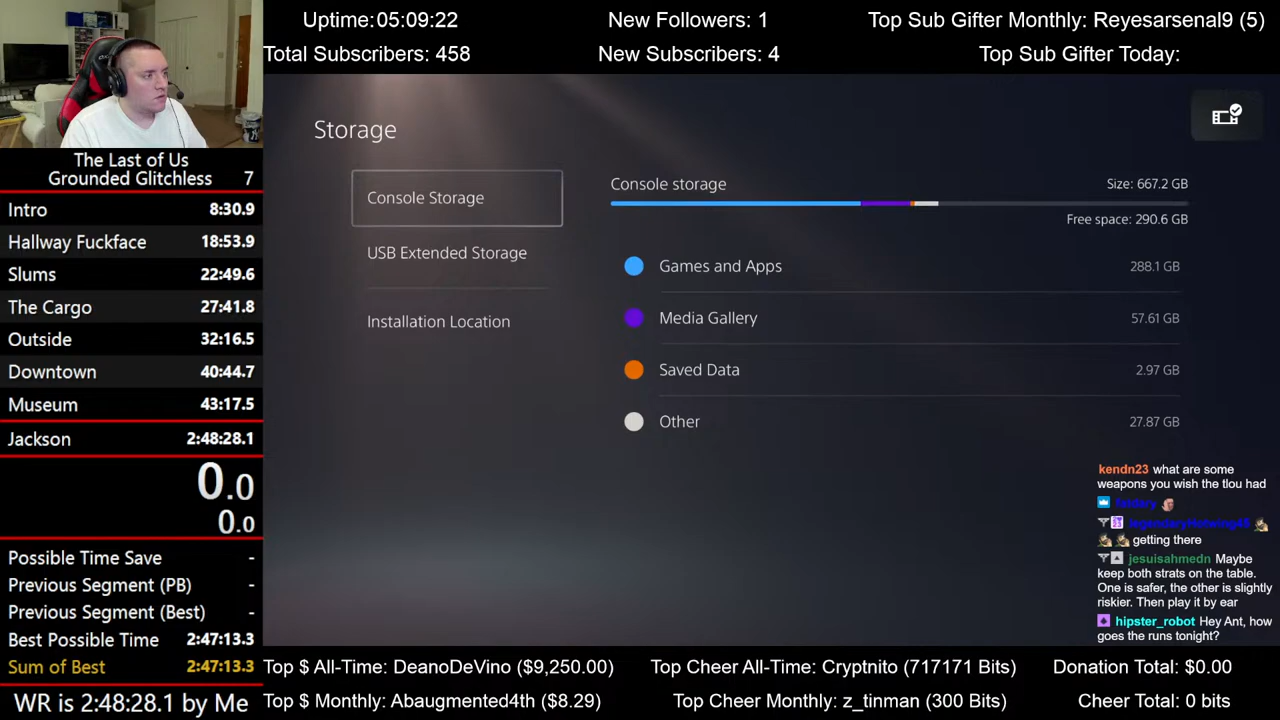 Uptime:05:09:22
New Followers: 1
Top Sub Gifter Monthly: Reyesarsenal9 (5)
Total Subscribers: 458
New Subscribers: 4
Top Sub Gifter Today:
The Last of Us
Grounded Glitchless 7
Intro 8:30.9
Hallway Fuckface 18:53.9
Slums 22:49.6
The Cargo 27:41.8
Outside 32:16.5
Downtown 40:44.7
Museum 43:17.5
Jackson 2:48:28.1
0.0
0.0
Possible Time Save -
Previous Segment (PB) -
Previous Segment (Best) -
Best Possible Time 2:47:13.3
Sum of Best 2:47:13.3
WR is 2:48:28.1 by Me
Storage
Console Storage
USB Extended Storage
Installation Location
Console storage
Size: 667.2 GB
Free space: 290.6 GB
Games and Apps 288.1 GB
Media Gallery 57.61 GB
Saved Data 2.97 GB
Other 27.87 GB
kendn23 what are some
weapons you wish the tlou had
legendaryHotwing45
getting there
jesuisahmedn Maybe
keep both strats on the table.
One is safer, the other is slightly
riskier. Then play it by ear
hipster_robot Hey Ant, how
goes the runs tonight?
Top $ All-Time: DeanoDeVino ($9,250.00)
Top Cheer All-Time: Cryptnito (717171 Bits)
Donation Total: $0.00
Top $ Monthly: Abaugmented4th ($8.29)
Top Cheer Monthly: z_tinman (300 Bits)
Cheer Total: 0 bits